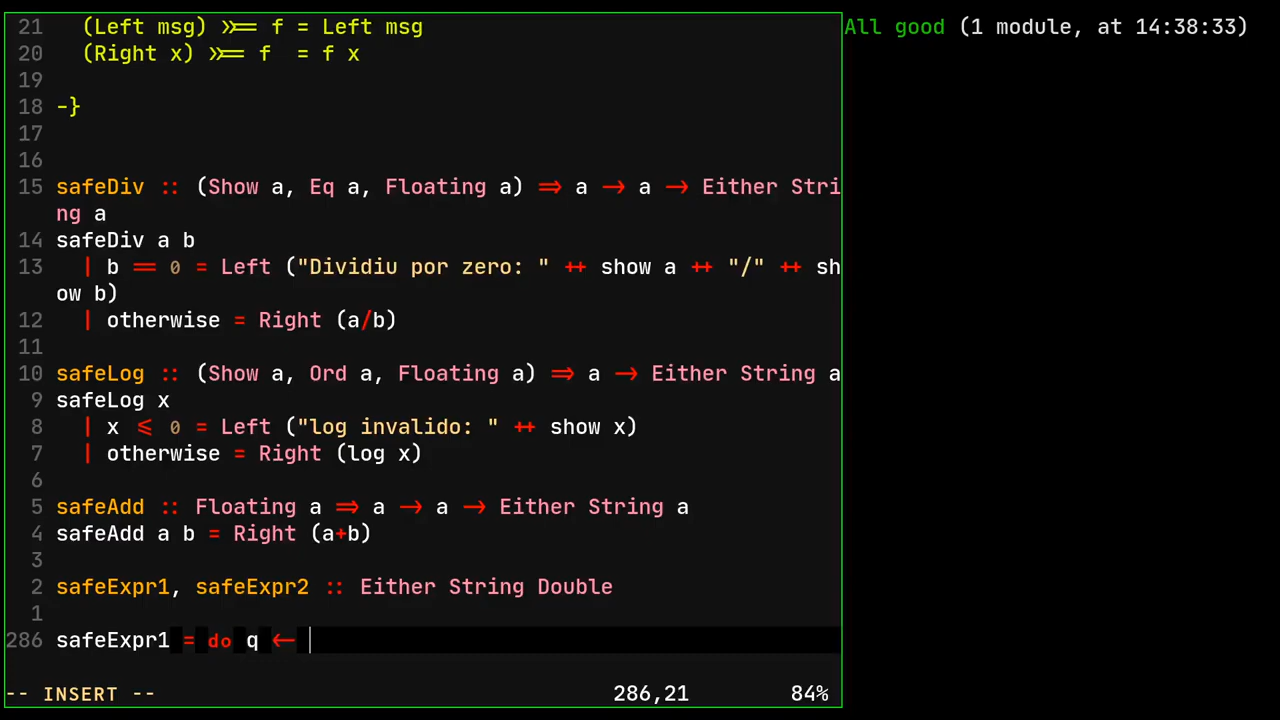 21   (Left msg) >>= f = Left msg
20   (Right x) >>= f  = f x
19
18 -}
17
16
15 safeDiv :: (Show a, Eq a, Floating a) => a -> a -> Either Stri
ng a
14 safeDiv a b
13   | b == 0 = Left ("Dividiu por zero: " ++ show a ++ "/" ++ sh
ow b)
12   | otherwise = Right (a/b)
11
10 safeLog :: (Show a, Ord a, Floating a) => a -> Either String a
9 safeLog x
8   | x <= 0 = Left ("log invalido: " ++ show x)
7   | otherwise = Right (log x)
6
5 safeAdd :: Floating a => a -> a -> Either String a
4 safeAdd a b = Right (a+b)
3
2 safeExpr1, safeExpr2 :: Either String Double
1
286 safeExpr1 = do q <-
-- INSERT -- 286,21 84%
All good (1 module, at 14:38:33)